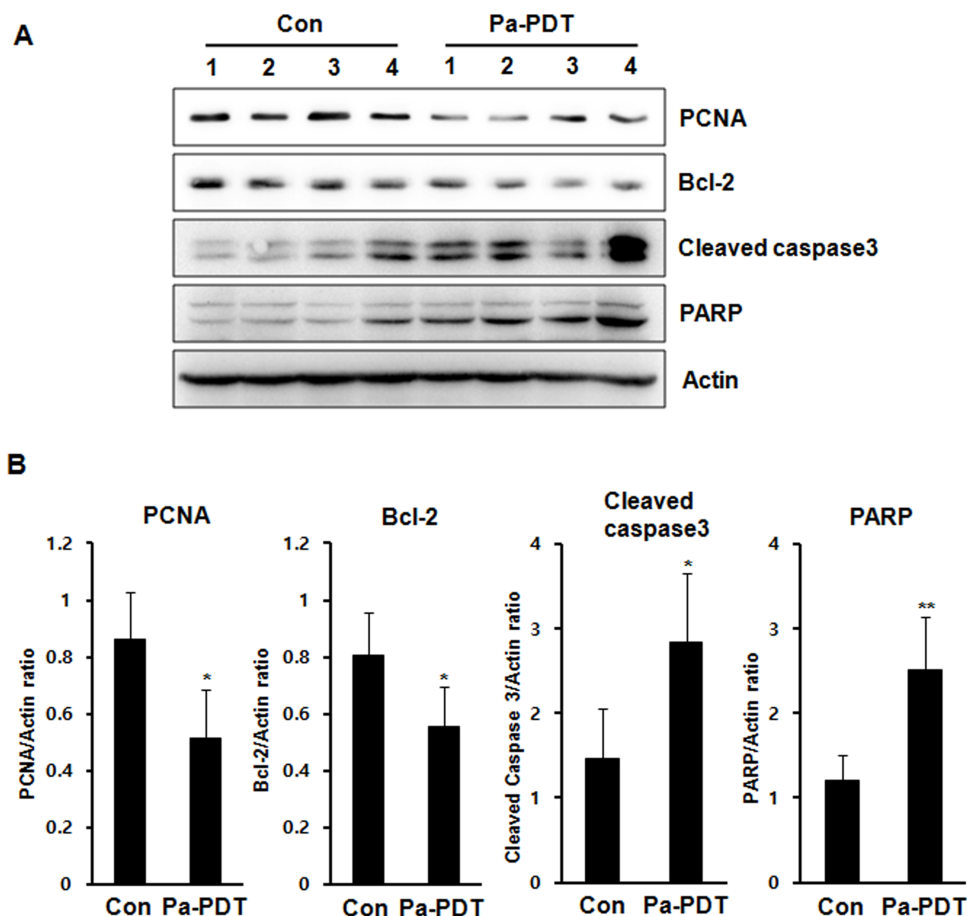 A
Con Pa-PDT
1 2 3 4 1 2 3 4
PCNA
Bcl-2
Cleaved caspase3
PARP
Actin
B
PCNA
1.2
1
0.8
0.6
0.4
0.2
0
PCNA/Actin ratio
*
Con Pa-PDT
Bcl-2
1.2
1
0.8
0.6
0.4
0.2
0
Bcl-2/Actin ratio
*
Con Pa-PDT
Cleaved
caspase3
4
3
2
1
0
Cleaved Caspase 3/Actin ratio
*
Con Pa-PDT
PARP
4
3
2
1
0
PARP/Actin ratio
**
Con Pa-PDT